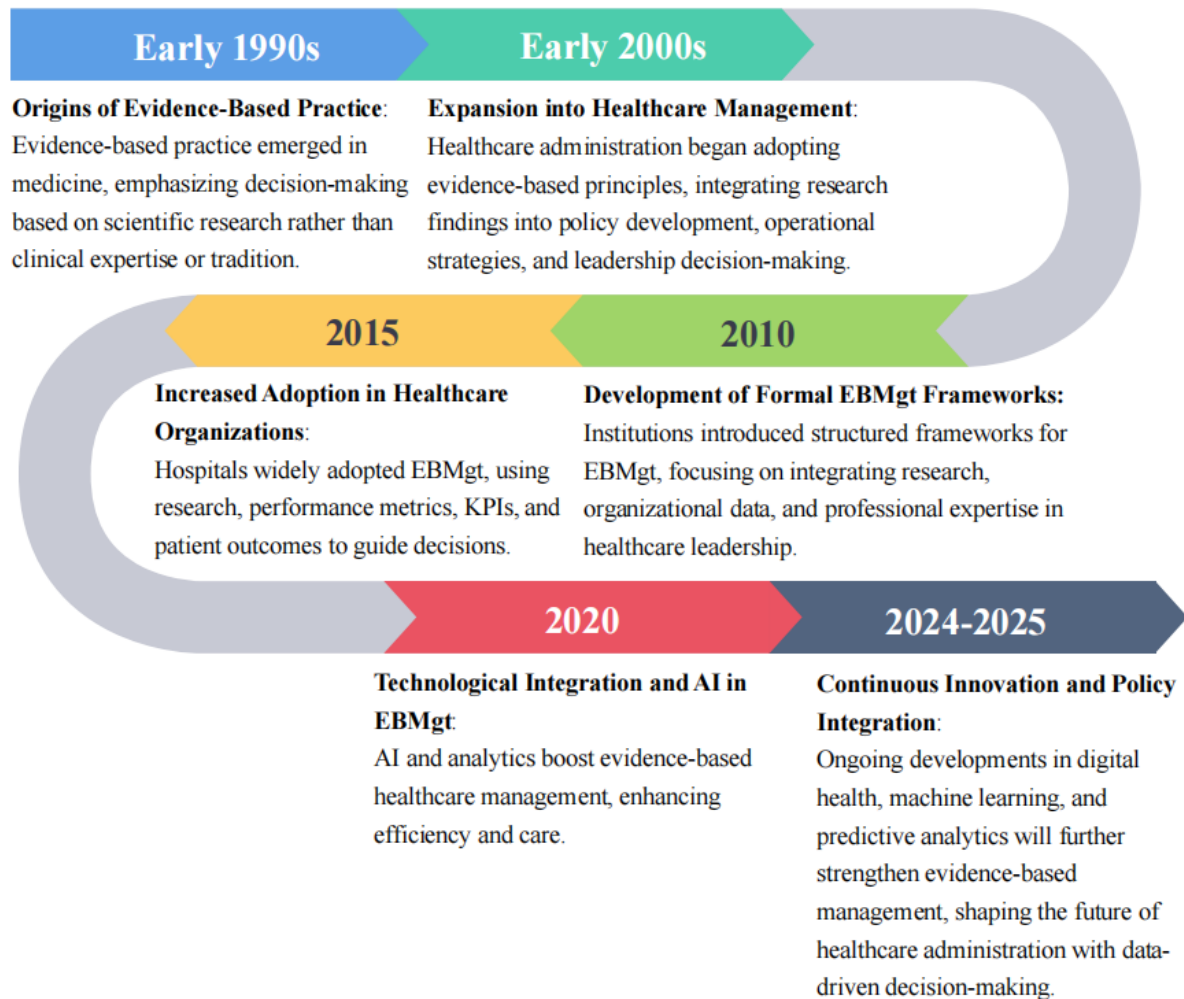 Early 1990s
Early 2000s
Origins of Evidence-Based Practice:
Evidence-based practice emerged in
medicine, emphasizing decision-making
based on scientific research rather than
clinical expertise or tradition.
Expansion into Healthcare Management:
Healthcare administration began adopting
evidence-based principles, integrating research
findings into policy development, operational
strategies, and leadership decision-making.
2010
Development of Formal EBMgt Frameworks:
Institutions introduced structured frameworks for
EBMgt, focusing on integrating research,
organizational data, and professional expertise in
healthcare leadership.
2015
Increased Adoption in Healthcare
Organizations:
Hospitals widely adopted EBMgt, using
research, performance metrics, KPIs, and
patient outcomes to guide decisions.
2020
Technological Integration and AI in
EBMgt:
AI and analytics boost evidence-based
healthcare management, enhancing
efficiency and care.
2024-2025
Continuous Innovation and Policy
Integration:
Ongoing developments in digital
health, machine learning, and
predictive analytics will further
strengthen evidence-based
management, shaping the future of
healthcare administration with data-
driven decision-making.